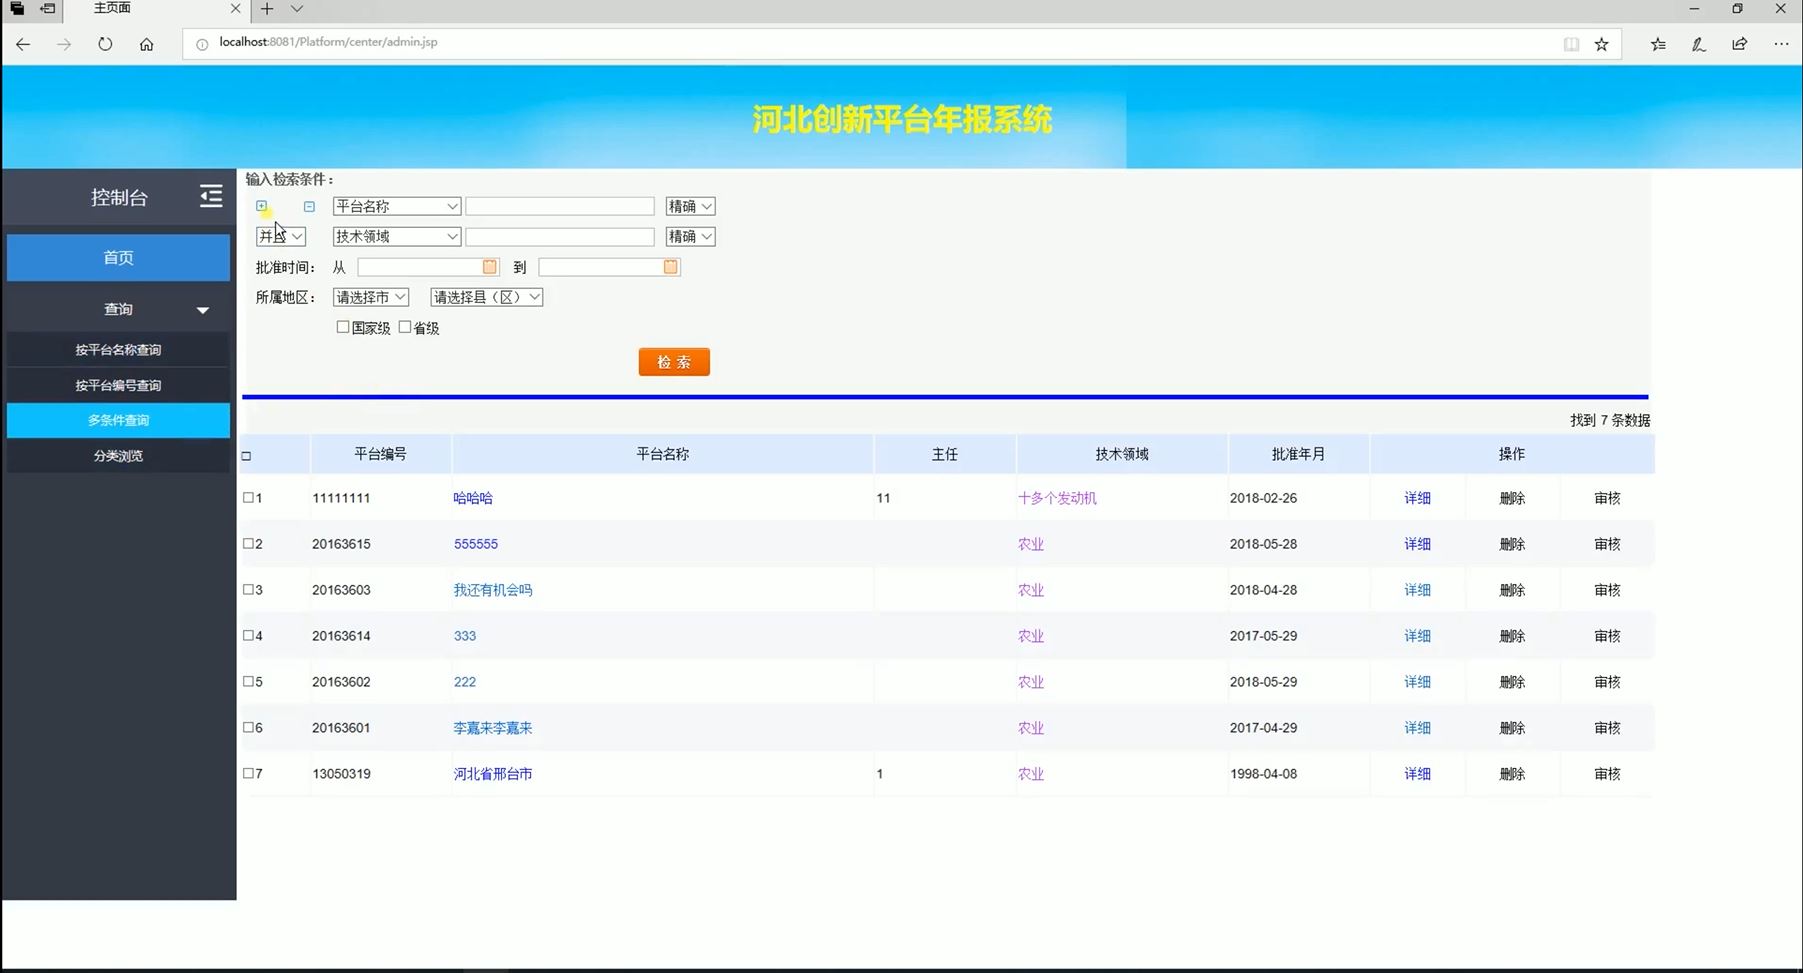 主页面
localhost:8081/Platform/center/admin.jsp
河北创新平台年报系统
控制台
首页
查询
按平台名称查询
按平台编号查询
多条件查询
分类浏览
输入检索条件：
平台名称 精确
并且 技术领域 精确
批准时间： 从 到
所属地区： 请选择市 请选择县（区）
国家级 省级
检 索
找到 7 条数据
平台编号 平台名称 主任 技术领域 批准年月 操作
1 11111111 哈哈哈 11 十多个发动机 2018-02-26 详细 删除 审核
2 20163615 555555 农业 2018-05-28 详细 删除 审核
3 20163603 我还有机会吗 农业 2018-04-28 详细 删除 审核
4 20163614 333 农业 2017-05-29 详细 删除 审核
5 20163602 222 农业 2018-05-29 详细 删除 审核
6 20163601 李嘉来李嘉来 农业 2017-04-29 详细 删除 审核
7 13050319 河北省邢台市 1 农业 1998-04-08 详细 删除 审核